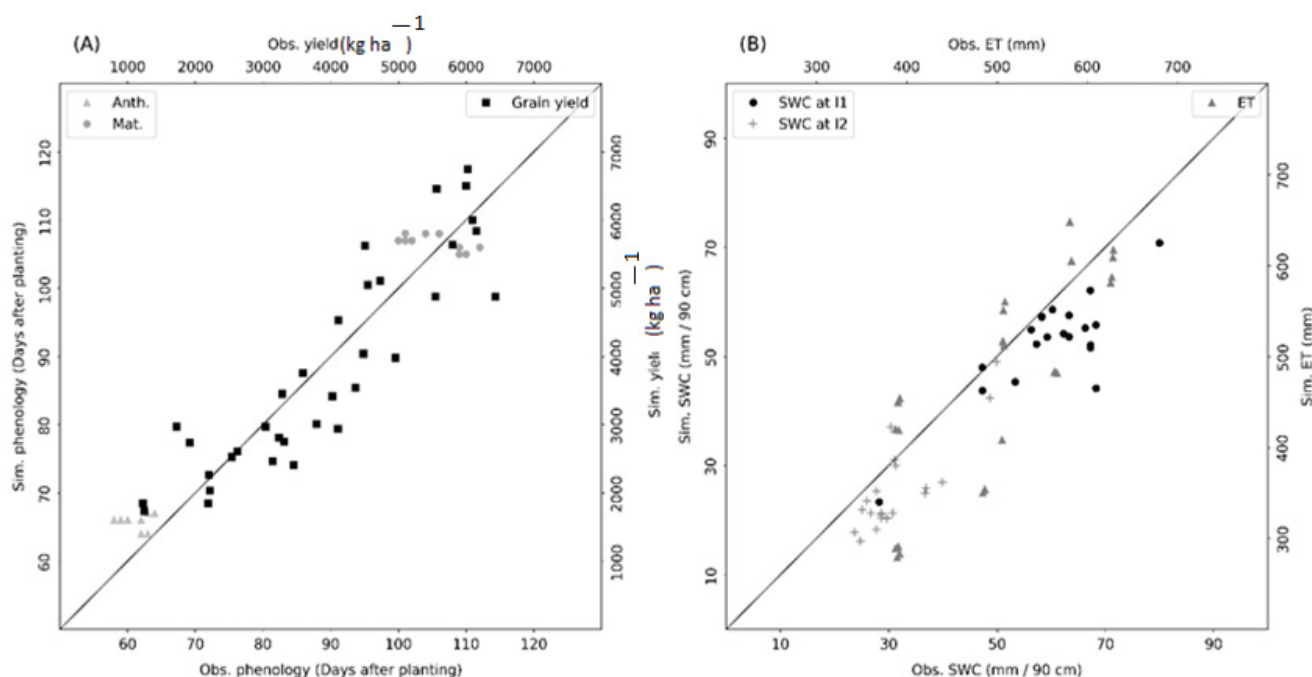 (A)
Obs. yield (kg ha —1 )
1000 2000 3000 4000 5000 6000 7000
Anth.
Mat.
Grain yield
Sim. phenology (Days after planting)
120
110
100
90
80
70
60
7000
6000
5000
4000
3000
2000
1000
Sim. yiel (kg ha —1 )
60 70 80 90 100 110 120
Obs. phenology (Days after planting)
(B)
Obs. ET (mm)
300 400 500 600 700
SWC at I1
SWC at I2
ET
Sim. SWC (mm / 90 cm)
90
70
50
30
10
700
600
500
400
300
Sim. ET (mm)
10 30 50 70 90
Obs. SWC (mm / 90 cm)